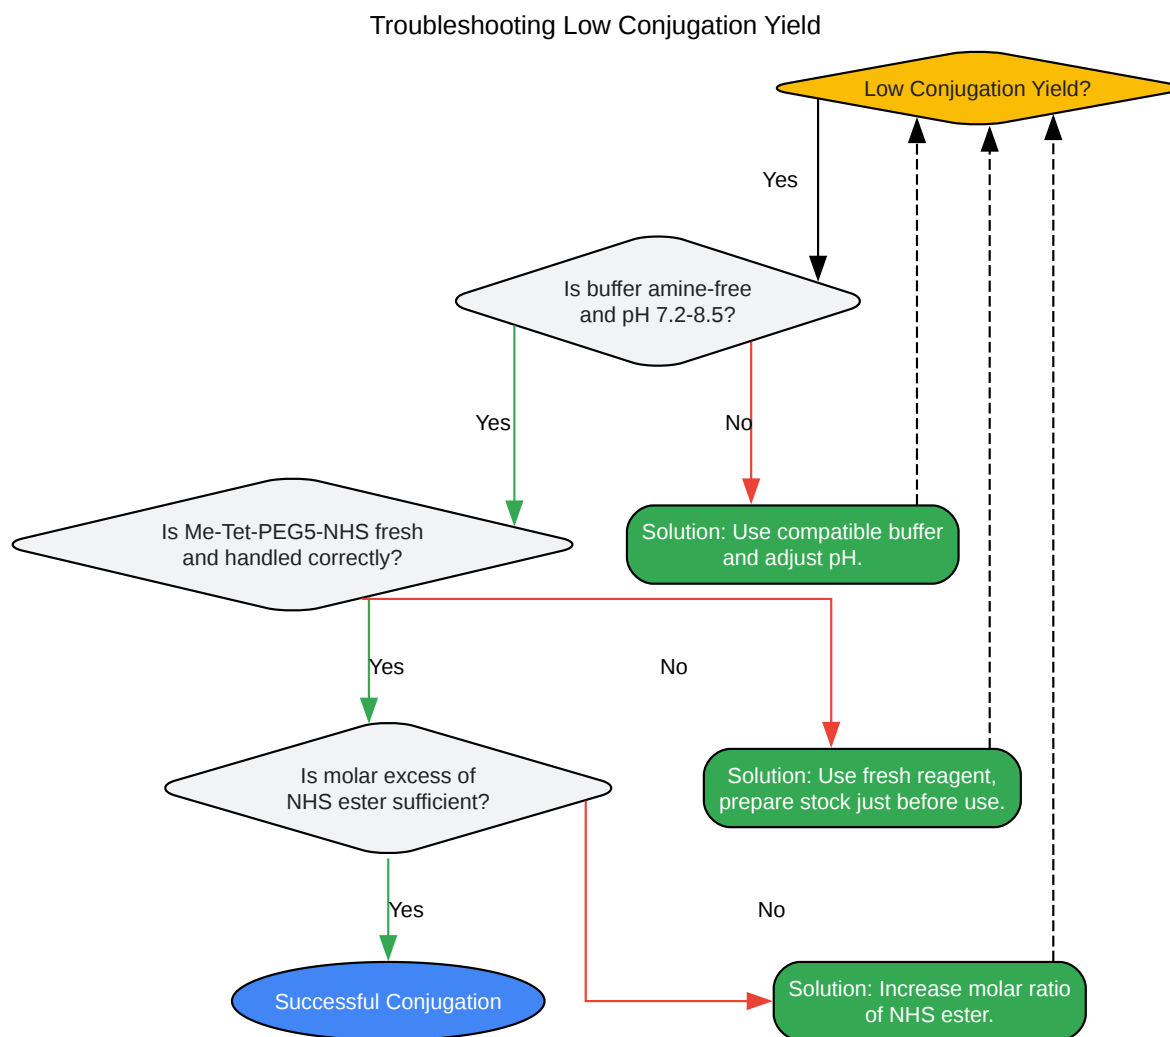 Troubleshooting Low Conjugation Yield
Low Conjugation Yield?
Yes
Is buffer amine-free
and pH 7.2-8.5?
Yes
No
Is Me-Tet-PEG5-NHS fresh
and handled correctly?
Solution: Use compatible buffer
and adjust pH.
Yes
No
Is molar excess of
NHS ester sufficient?
Solution: Use fresh reagent,
prepare stock just before use.
Yes
No
Successful Conjugation
Solution: Increase molar ratio
of NHS ester.